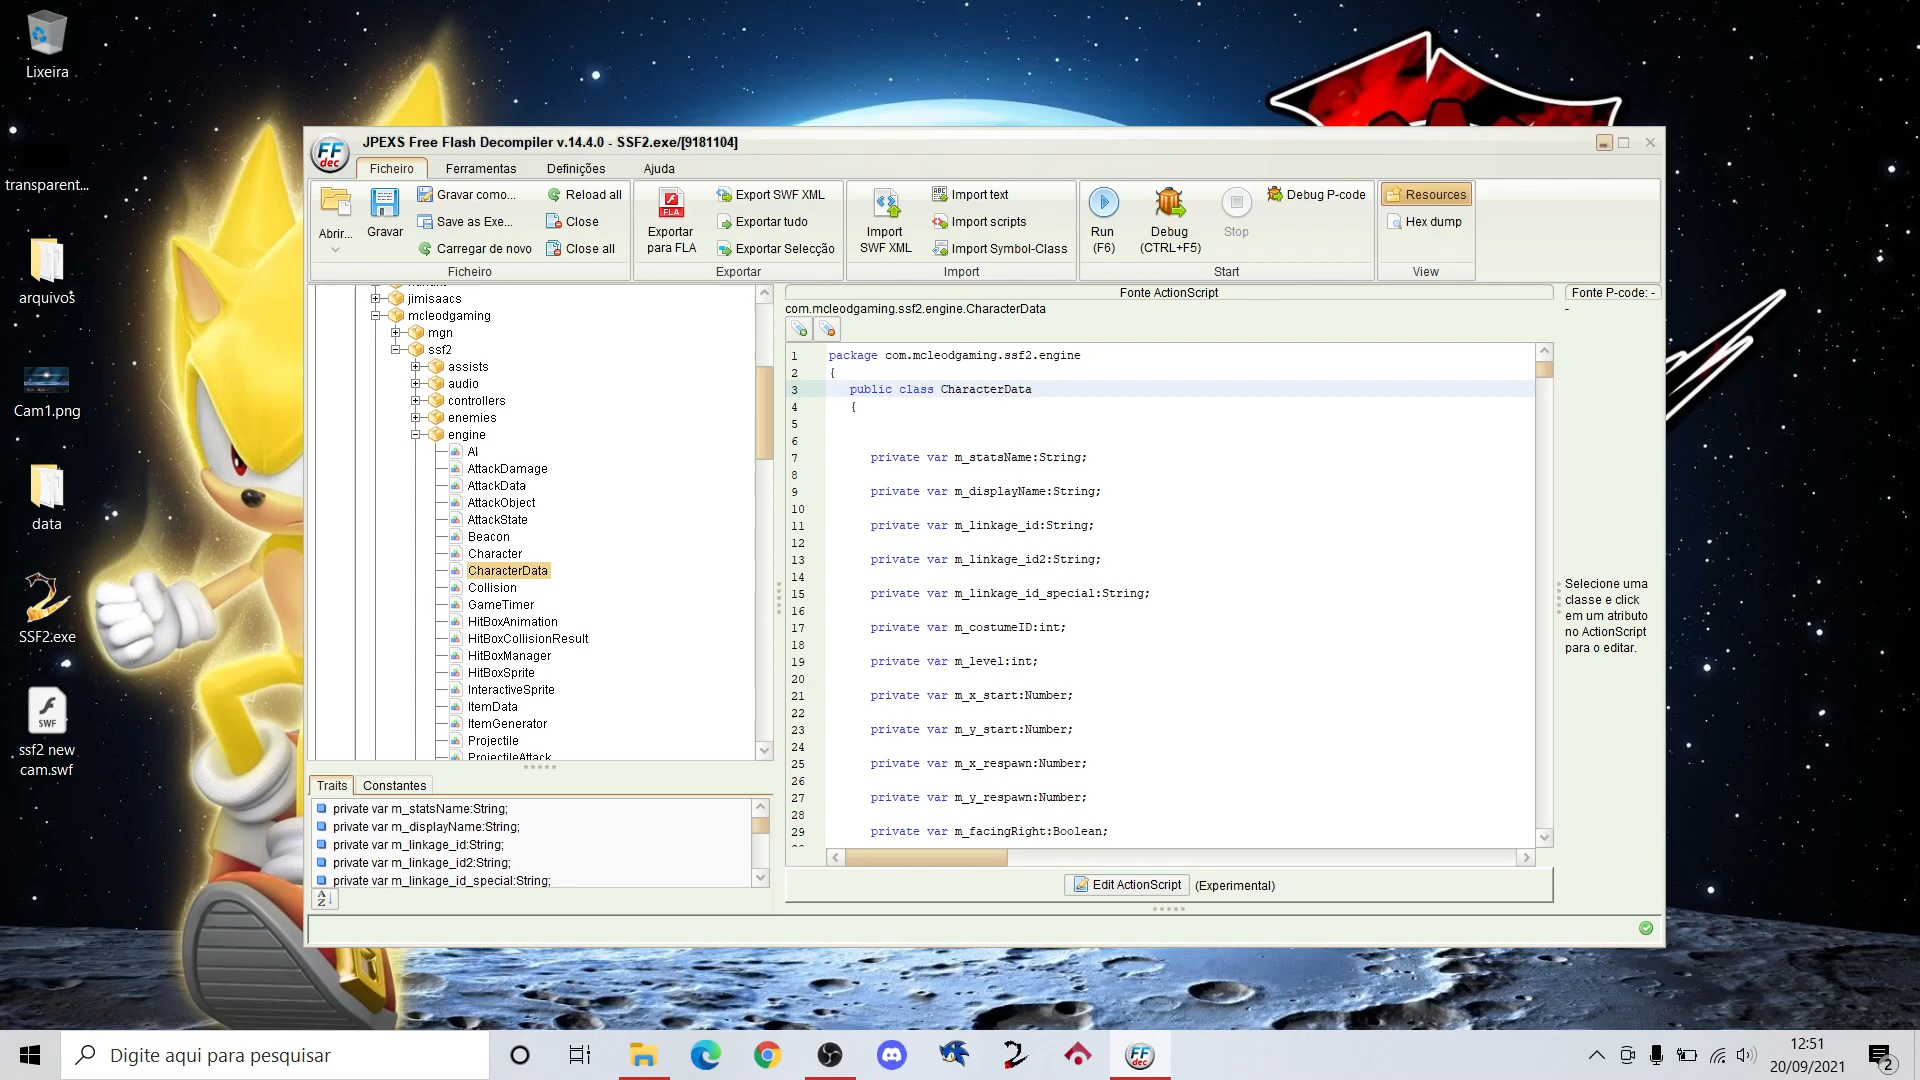 Lixeira
transparent...
arquivos
Cam1.png
data
SSF2.exe
SWF
ssf2 new
cam.swf
FF
dec
JPEXS Free Flash Decompiler v.14.4.0 - SSF2.exe/[9181104]
Ficheiro
Ferramentas
Definições
Ajuda
Abrir...
Gravar
Gravar como...
Save as Exe...
Carregar de novo
Reload all
Close
Close all
Ficheiro
FLA
Exportar
para FLA
Export SWF XML
Exportar tudo
Exportar Selecção
Exportar
Import
SWF XML
Import text
Import scripts
Import Symbol-Class
Import
Run
(F6)
Debug
(CTRL+F5)
Stop
Debug P-code
Start
Resources
Hex dump
View
jimisaacs
mcleodgaming
mgn
ssf2
assists
audio
controllers
enemies
engine
AI
AttackDamage
AttackData
AttackObject
AttackState
Beacon
Character
CharacterData
Collision
GameTimer
HitBoxAnimation
HitBoxCollisionResult
HitBoxManager
HitBoxSprite
InteractiveSprite
ItemData
ItemGenerator
Projectile
ProjectileAttack
Traits
Constantes
private var m_statsName:String;
private var m_displayName:String;
private var m_linkage_id:String;
private var m_linkage_id2:String;
private var m_linkage_id_special:String;
Fonte ActionScript
com.mcleodgaming.ssf2.engine.CharacterData
1 package com.mcleodgaming.ssf2.engine
2 {
3 public class CharacterData
4 {
5
6
7 private var m_statsName:String;
8
9 private var m_displayName:String;
10
11 private var m_linkage_id:String;
12
13 private var m_linkage_id2:String;
14
15 private var m_linkage_id_special:String;
16
17 private var m_costumeID:int;
18
19 private var m_level:int;
20
21 private var m_x_start:Number;
22
23 private var m_y_start:Number;
24
25 private var m_x_respawn:Number;
26
27 private var m_y_respawn:Number;
28
29 private var m_facingRight:Boolean;
Edit ActionScript (Experimental)
Fonte P-code: -
-
Selecione uma
classe e click
em um atributo
no ActionScript
para o editar.
Digite aqui para pesquisar
FF
dec
12:51
20/09/2021
2